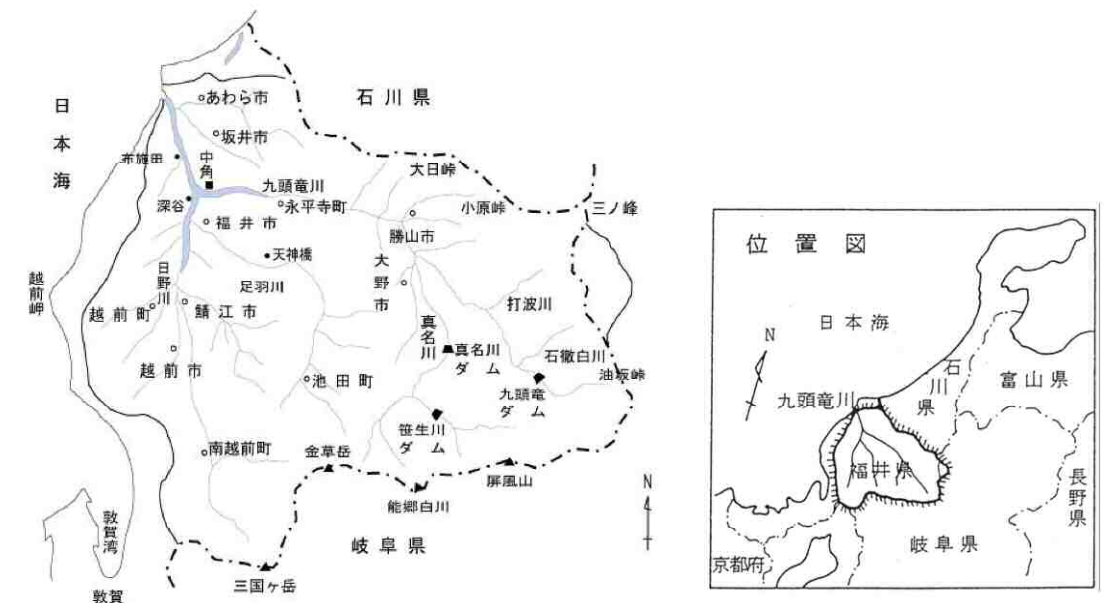 あわら市
石川県
日本海
坂井市
布施田
中角
大日峠
九頭竜川
永平寺町
小原峠
三ノ峰
深谷
福井市
勝山市
天神橋
大野市
日野川
足羽川
越前岬
越前町
鯖江市
打波川
真名川
真名川
ダム
石徹白川
油坂峠
越前市
池田町
九頭竜
ダム
笹生川
ダム
南越前町
金草岳
屏風山
能郷白川
N
敦賀湾
岐阜県
三国ヶ岳
敦賀
位置図
日本海
N
石川県
富山県
九頭竜川
福井県
長野県
岐阜県
京都府